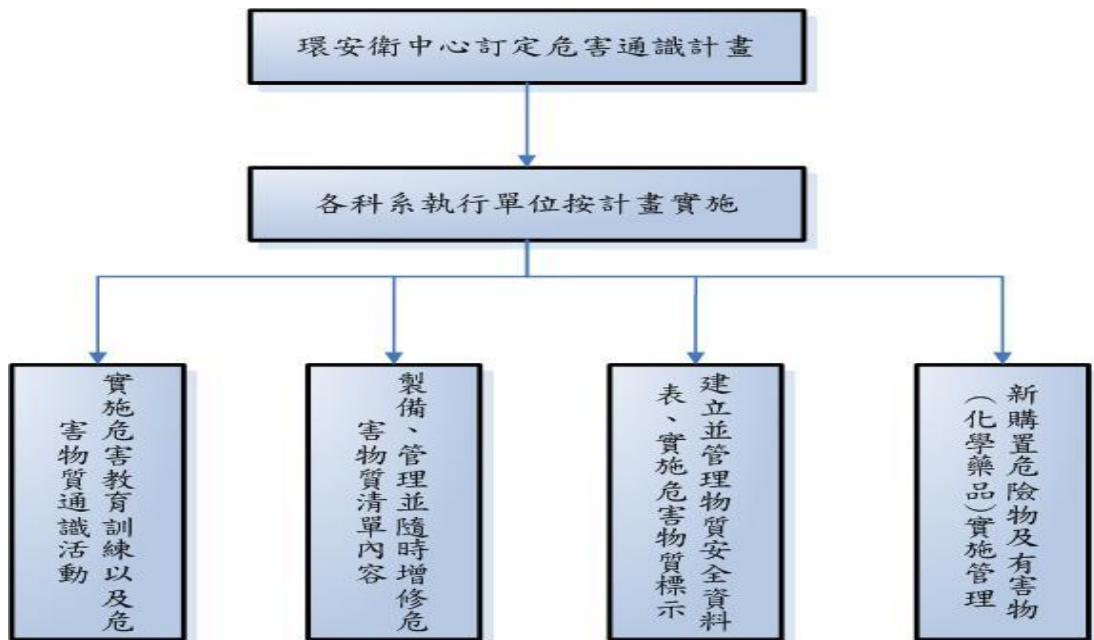 環安衛中心訂定危害通識計畫
各科系執行單位按計畫實施
實施危害教育訓練以及危
害物質通識活動
製備、管理並隨時增修危
害物質清單內容
建立並管理物質安全資料
表、實施危害物質標示
新購置危險物及有害物
(化學藥品)實施管理